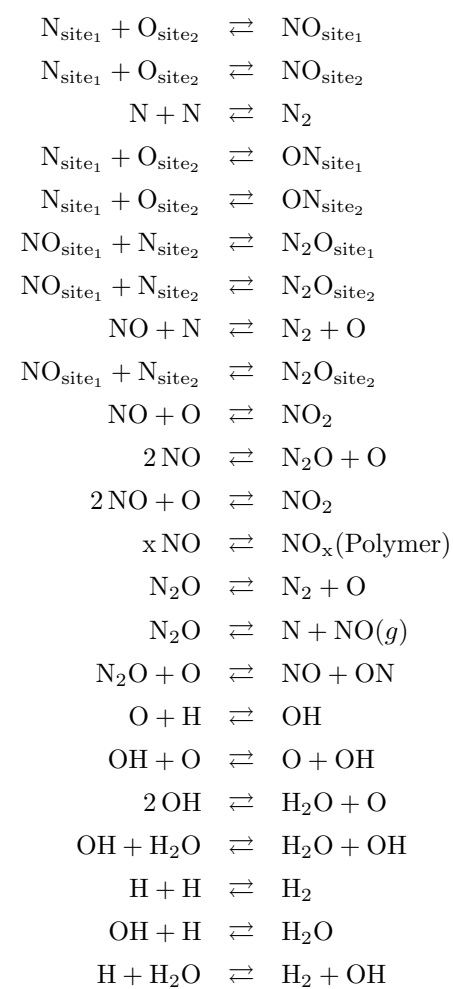 N_site₁ + O_site₂ ⇄ NO_site₁
N_site₁ + O_site₂ ⇄ NO_site₂
N + N ⇄ N₂
N_site₁ + O_site₂ ⇄ ON_site₁
N_site₁ + O_site₂ ⇄ ON_site₂
NO_site₁ + N_site₂ ⇄ N₂O_site₁
NO_site₁ + N_site₂ ⇄ N₂O_site₂
NO + N ⇄ N₂ + O
NO_site₁ + N_site₂ ⇄ N₂O_site₂
NO + O ⇄ NO₂
2 NO ⇄ N₂O + O
2 NO + O ⇄ NO₂
x NO ⇄ NOₓ(Polymer)
N₂O ⇄ N₂ + O
N₂O ⇄ N + NO(g)
N₂O + O ⇄ NO + ON
O + H ⇄ OH
OH + O ⇄ O + OH
2 OH ⇄ H₂O + O
OH + H₂O ⇄ H₂O + OH
H + H ⇄ H₂
OH + H ⇄ H₂O
H + H₂O ⇄ H₂ + OH